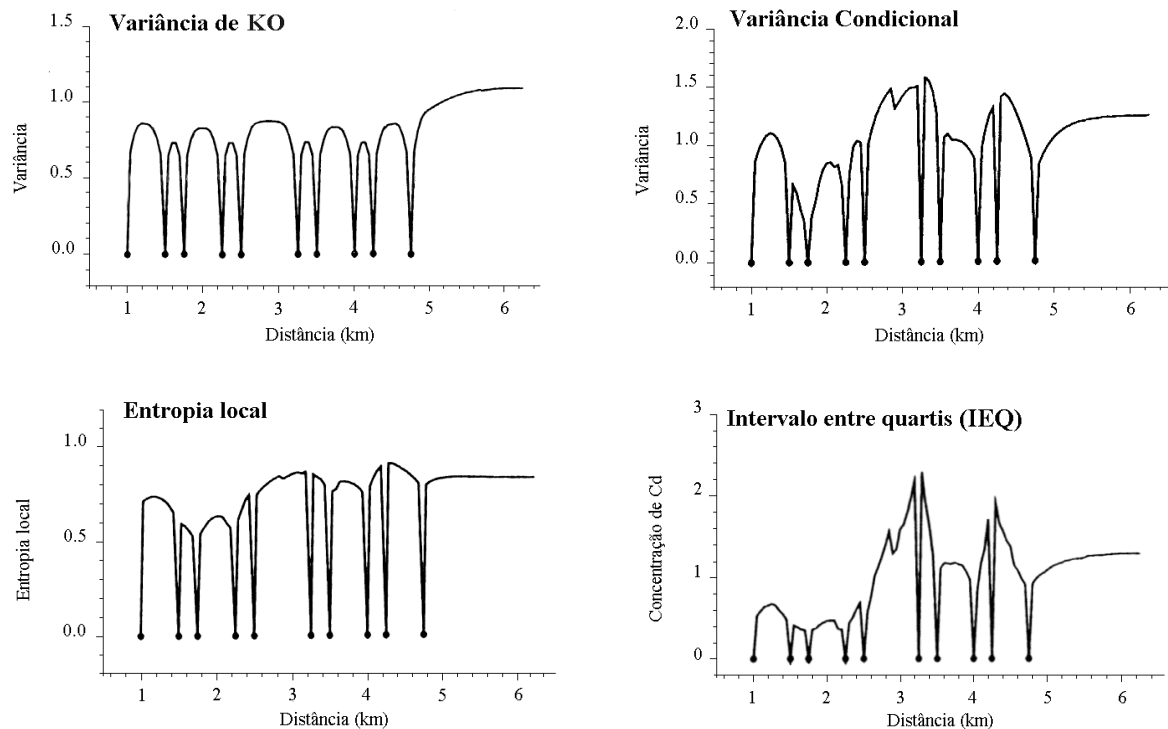 Variância de KO
1.5
1.0
0.5
0.0
Variância
1 2 3 4 5 6
Distância (km)
Variância Condicional
2.0
1.5
1.0
0.5
0.0
Variância
1 2 3 4 5 6
Distância (km)
Entropia local
1.0
0.5
0.0
Entropia local
1 2 3 4 5 6
Distância (km)
Intervalo entre quartis (IEQ)
3
2
1
0
Concentração de Cd
1 2 3 4 5 6
Distância (km)